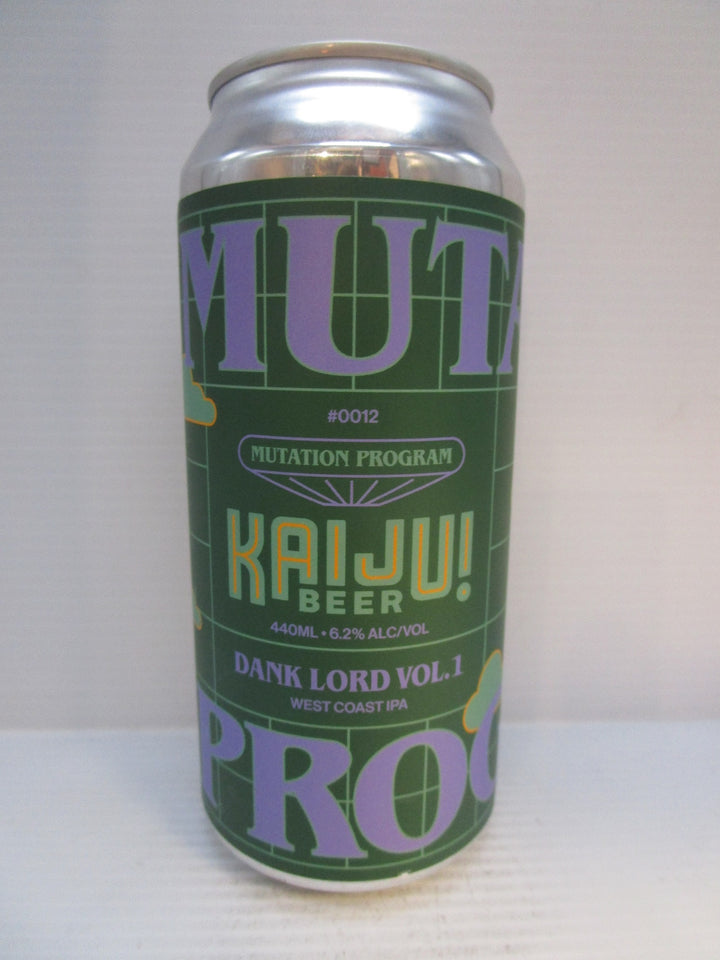 MUTA
#0012
MUTATION PROGRAM
KAIJU!
BEER
440ML • 6.2% ALC/VOL
DANK LORD VOL.1
WEST COAST IPA
PROG